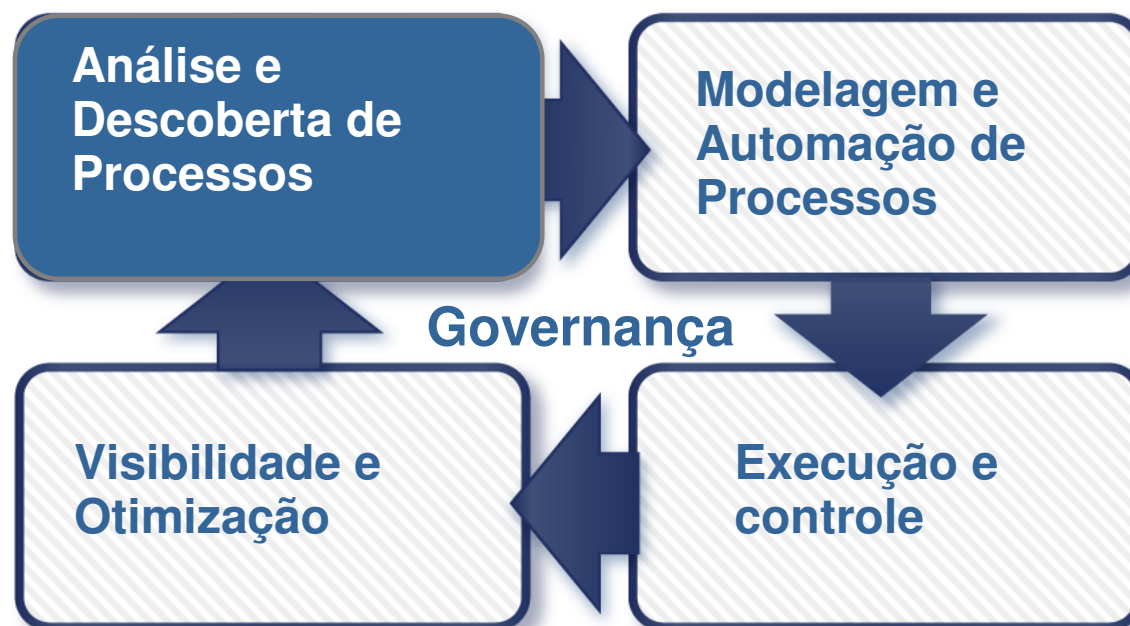 Análise e
Descoberta de
Processos
Modelagem e
Automação de
Processos
Governança
Visibilidade e
Otimização
Execução e
controle